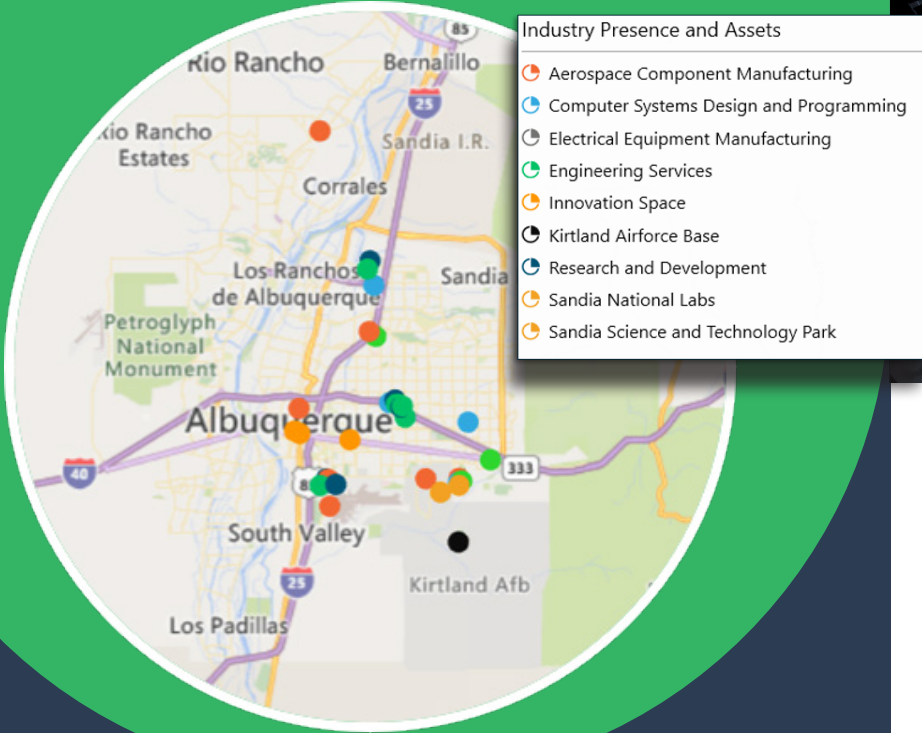 85
Rio Rancho
Bernalillo
25
Rio Rancho
Estates
Sandia I.R.
Corrales
Los Ranchos
de Albuquerque
Sandia
Petroglyph
National
Monument
Albuquerque
40
333
8
South Valley
25
Kirtland Afb
Los Padillas
Industry Presence and Assets
Aerospace Component Manufacturing
Computer Systems Design and Programming
Electrical Equipment Manufacturing
Engineering Services
Innovation Space
Kirtland Airforce Base
Research and Development
Sandia National Labs
Sandia Science and Technology Park